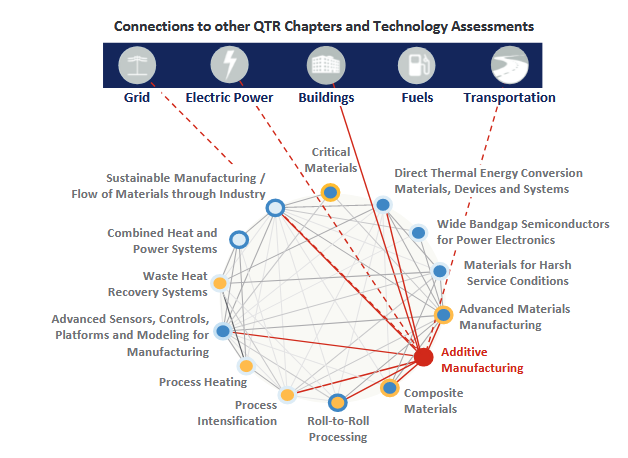 Connections to other QTR Chapters and Technology Assessments
Grid
Electric Power
Buildings
Fuels
Transportation
Critical
Materials
Sustainable Manufacturing /
Flow of Materials through Industry
Direct Thermal Energy Conversion
Materials, Devices and Systems
Combined Heat and
Power Systems
Wide Bandgap Semiconductors
for Power Electronics
Waste Heat
Recovery Systems
Materials for Harsh
Service Conditions
Advanced Sensors, Controls,
Platforms and Modeling for
Manufacturing
Advanced Materials
Manufacturing
Additive
Manufacturing
Process Heating
Process
Intensification
Roll-to-Roll
Processing
Composite
Materials